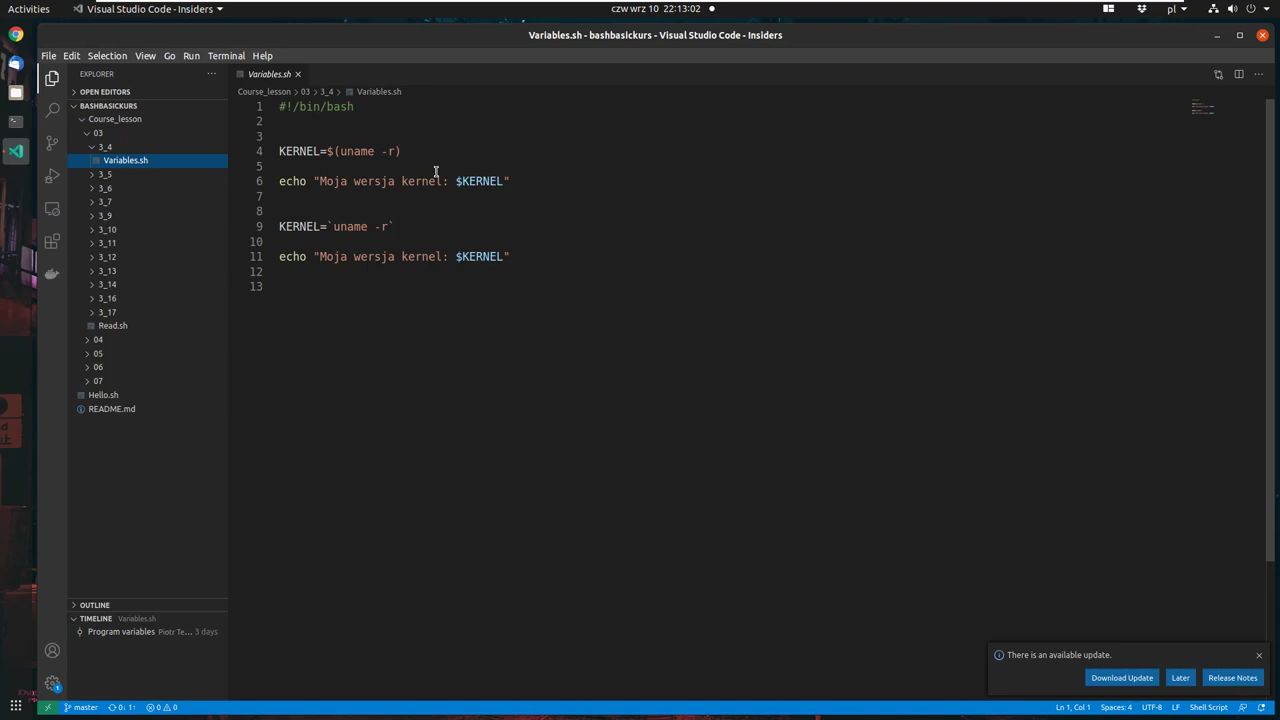 Activities
Visual Studio Code - Insiders
czw wrz 10 22:13:02
pl
Variables.sh - bashbasickurs - Visual Studio Code - Insiders
File Edit Selection View Go Run Terminal Help
EXPLORER
OPEN EDITORS
BASHBASICKURS
Course_lesson
03
3_4
Variables.sh
3_5
3_6
3_7
3_9
3_10
3_11
3_12
3_13
3_14
3_16
3_17
Read.sh
04
05
06
07
Hello.sh
README.md
OUTLINE
TIMELINE Variables.sh
Program variables Piotr Te... 3 days
Variables.sh
Course_lesson > 03 > 3_4 > Variables.sh
1 #!/bin/bash
2
3
4 KERNEL=$(uname -r)
5
6 echo "Moja wersja kernel: $KERNEL"
7
8
9 KERNEL=`uname -r`
10
11 echo "Moja wersja kernel: $KERNEL"
12
13
There is an available update.
Download Update Later Release Notes
1
master 0↓ 1↑ 0 0
Ln 1, Col 1 Spaces: 4 UTF-8 LF Shell Script